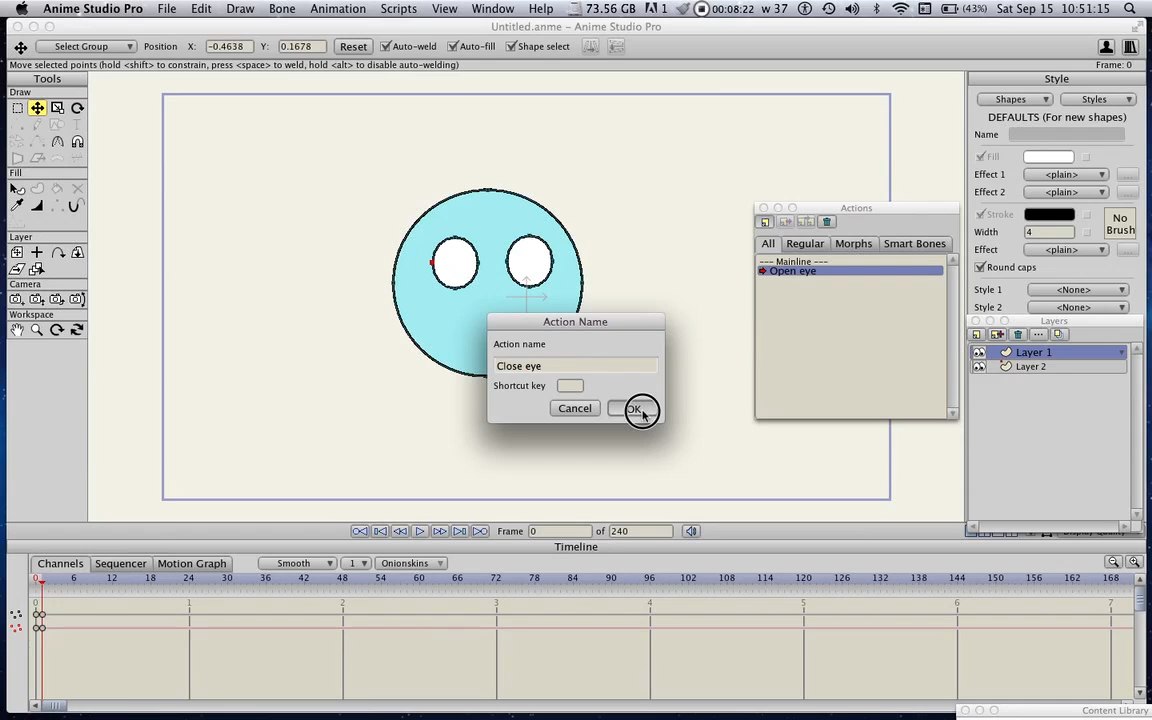 Anime Studio Pro File Edit Draw Bone Animation Scripts View Window Help 73.56 GB 1 00:08:22 w 37 (43%) Sat Sep 15 10:51:15
Untitled.anme - Anime Studio Pro
Select Group Position X: -0.4638 Y: 0.1678 Reset Auto-weld Auto-fill Shape select
Move selected points (hold <shift> to constrain, press <space> to weld, hold <alt> to disable auto-welding) Frame: 0
Tools
Draw
Fill
Layer
Camera
Workspace
Style
Shapes Styles
DEFAULTS (For new shapes)
Name
Fill
Effect 1 <plain> ...
Effect 2 <plain> ...
Stroke
Width 4
No Brush
Effect <plain>
Round caps
Style 1 <None>
Style 2 <None>
Actions
All Regular Morphs Smart Bones
--- Mainline ---
Open eye
Layers
Layer 1
Layer 2
Action Name
Action name
Close eye
Shortcut key
Cancel OK
Frame 0 of 240
Timeline
Channels Sequencer Motion Graph Smooth 1 Onionskins
0 6 12 18 24 30 36 42 48 54 60 66 72 78 84 90 96 102 108 114 120 126 132 138 144 150 156 162 168
0 1 2 3 4 5 6 7
Content Library